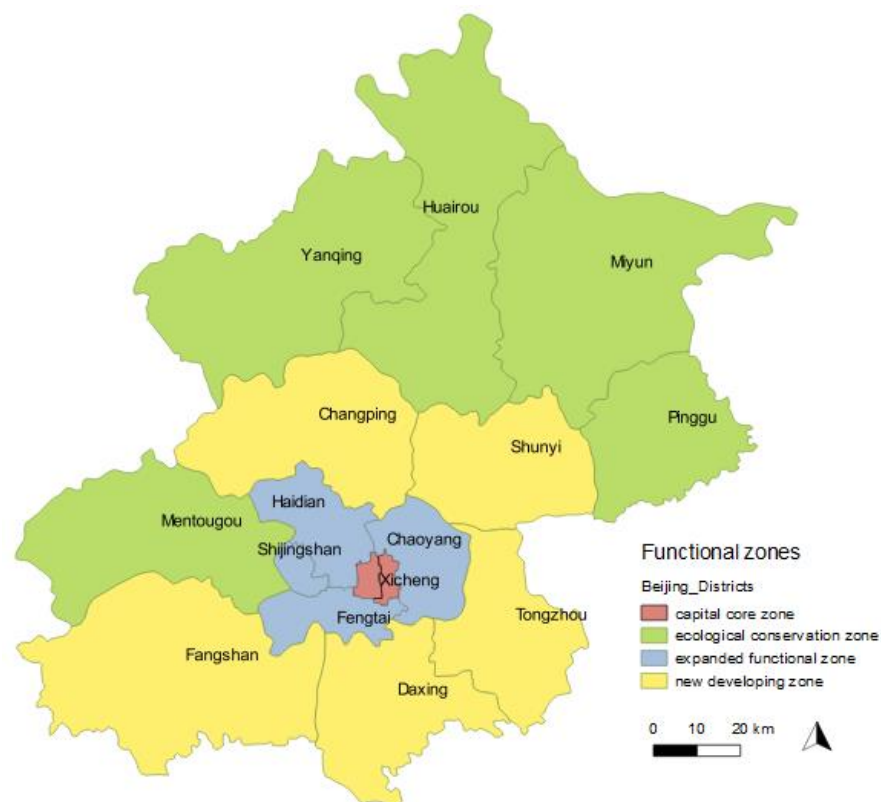 Huairou
Yanqing
Miyun
Changping
Pinggu
Shunyi
Haidian
Mentougou
Chaoyang
Shijingshan
Xicheng
Fengtai
Tongzhou
Fangshan
Daxing
Functional zones
Beijing_Districts
capital core zone
ecological conservation zone
expanded functional zone
new developing zone
0 10 20 km